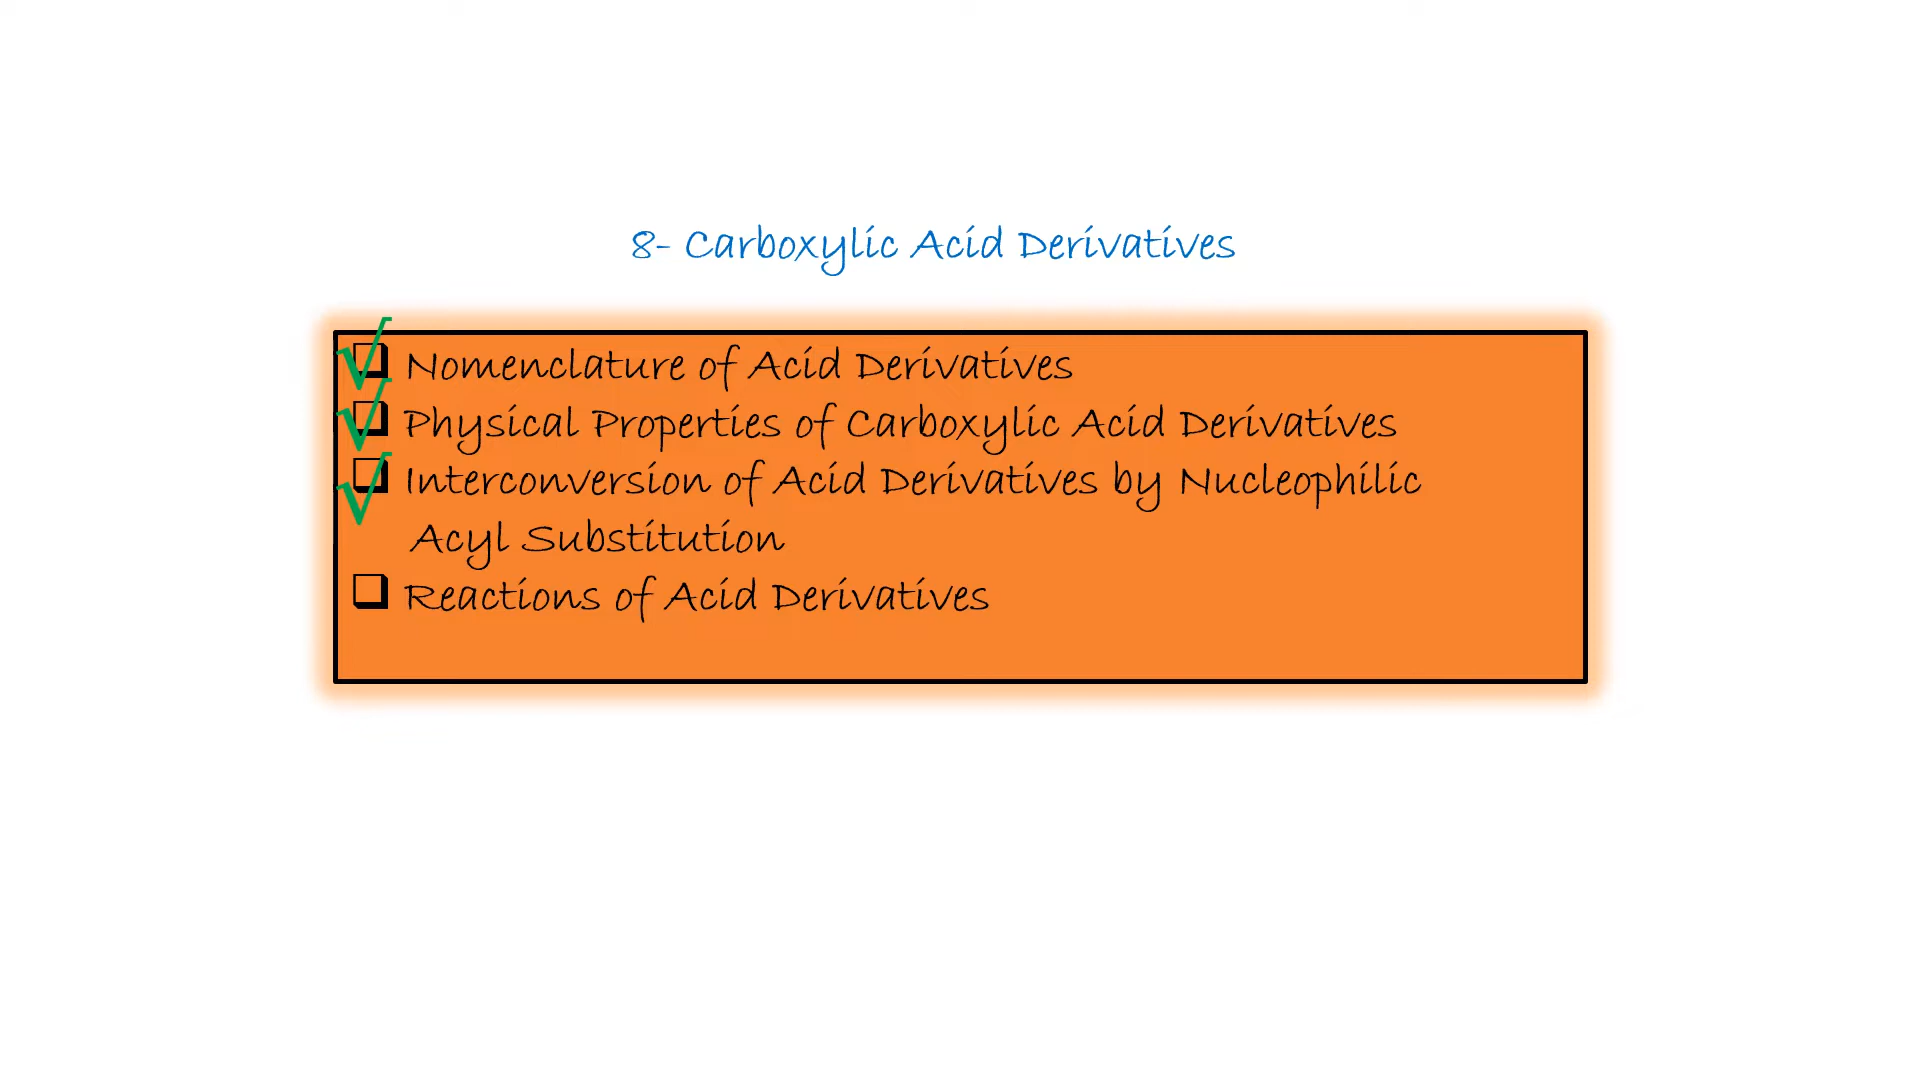 8- Carboxylic Acid Derivatives
√ ❑ Nomenclature of Acid Derivatives
√ ❑ Physical Properties of Carboxylic Acid Derivatives
√ ❑ Interconversion of Acid Derivatives by Nucleophilic
Acyl Substitution
❑ Reactions of Acid Derivatives